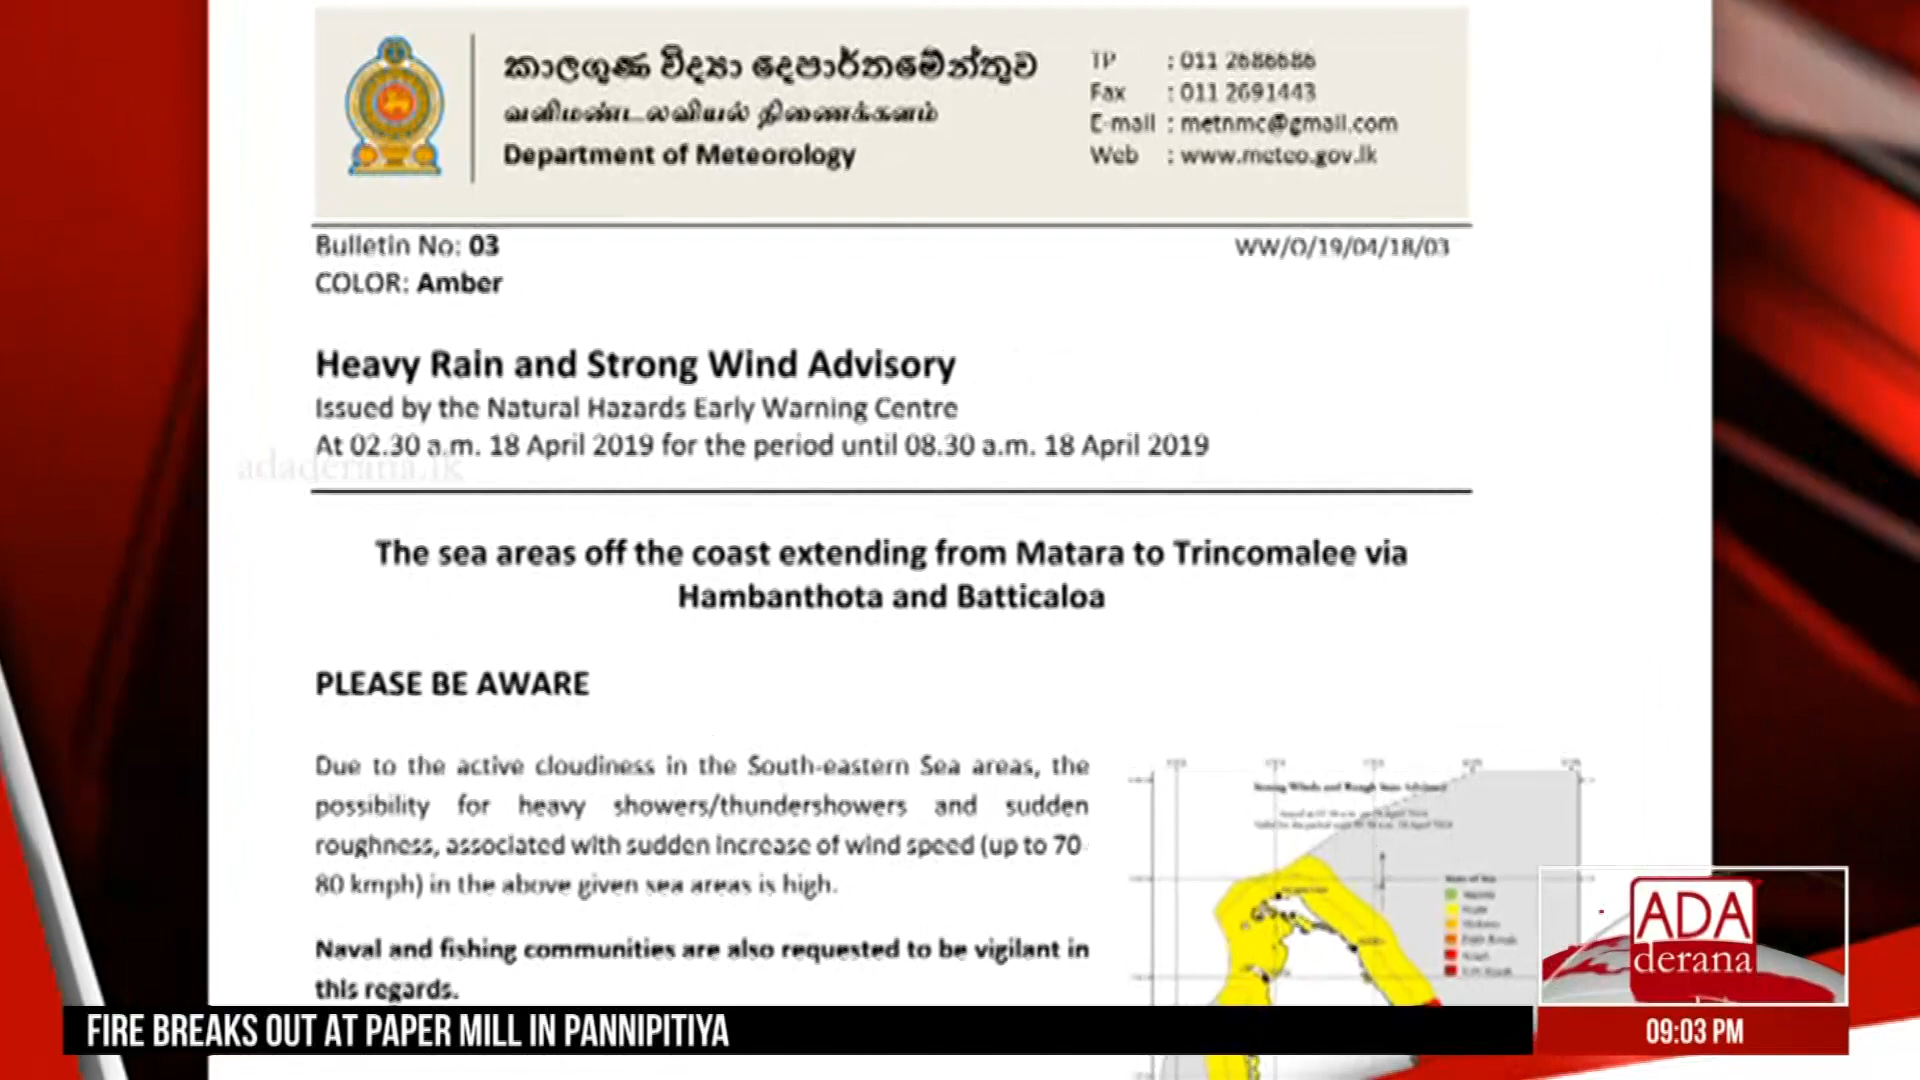 කාලගුණ විද්‍යා දෙපාර්තමේන්තුව
வளிமண்டலவியல் திணைக்களம்
Department of Meteorology
TP : 011 2686686
Fax : 011 2691443
E-mail : metnmc@gmail.com
Web : www.meteo.gov.lk
Bulletin No: 03
WW/O/19/04/18/03
COLOR: Amber
Heavy Rain and Strong Wind Advisory
Issued by the Natural Hazards Early Warning Centre
At 02.30 a.m. 18 April 2019 for the period until 08.30 a.m. 18 April 2019
adaderana.lk
The sea areas off the coast extending from Matara to Trincomalee via
Hambanthota and Batticaloa
PLEASE BE AWARE
Due to the active cloudiness in the South-eastern Sea areas, the
possibility for heavy showers/thundershowers and sudden
roughness, associated with sudden increase of wind speed (up to 70-
80 kmph) in the above given sea areas is high.
Naval and fishing communities are also requested to be vigilant in
this regards.
ADA
derana
FIRE BREAKS OUT AT PAPER MILL IN PANNIPITIYA
09:03 PM